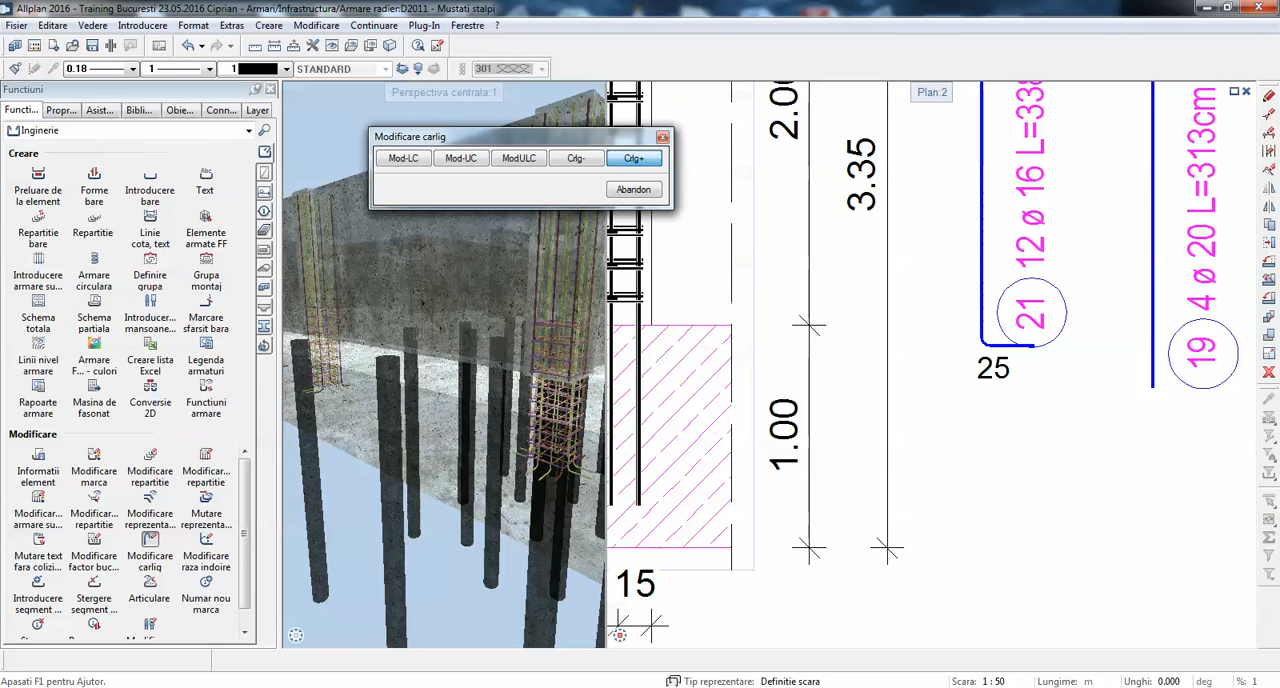 Allplan 2016 - Training Bucuresti 23.05.2016 Ciprian - Armari/Infrastructura/Armare radier:D2011 - Mustati stalpi
Fisier Editare Vedere Introducere Format Extras Creare Modificare Continuare Plug-In Ferestre ?
0.18 1 1 STANDARD 301
Functiuni
Functi... Propr... Asist... Bibli... Obie... Conn... Layer
Inginerie
Creare
Preluare de la element
Forme bare
Introducere bare
Text
Repartitie bare
Repartitie
Linie cota, text
Elemente armate FF
Introducere armare su...
Armare circulara
Definire grupa
Grupa montaj
Schema totala
Schema partiala
Introducer... mansoane...
Marcare sfarsit bara
Linii nivel armare
Armare F... - culori
Creare lista Excel
Legenda armaturi
Rapoarte armare
Masina de fasonat
Conversie 2D
Functiuni armare
Modificare
Informatii element
Modificare marca
Modificare repartitie
Modificar... repartitie
Modificar... armare su...
Modificar... repartitie
Modificare reprezenta...
Mutare reprezenta...
Mutare text fara colizi...
Modificare factor buc...
Modificare carlig
Modificare raza indoire
Introducere segment ...
Stergere segment ...
Articulare
Numar nou marca
Perspectiva centrala:1
Modificare carlig
Mod-LC Mod-UC ModULC Crlg- Crlg+
Abandon
Plan:2
2.00
3.35
1.00
15
21 12 ø 16 L=338
25
19 4 ø 20 L=313cm
Apasati F1 pentru Ajutor.
Tip reprezentare: Definitie scara
Scara: 1 : 50
Lungime: m
Unghi: 0.000 deg
%: 1